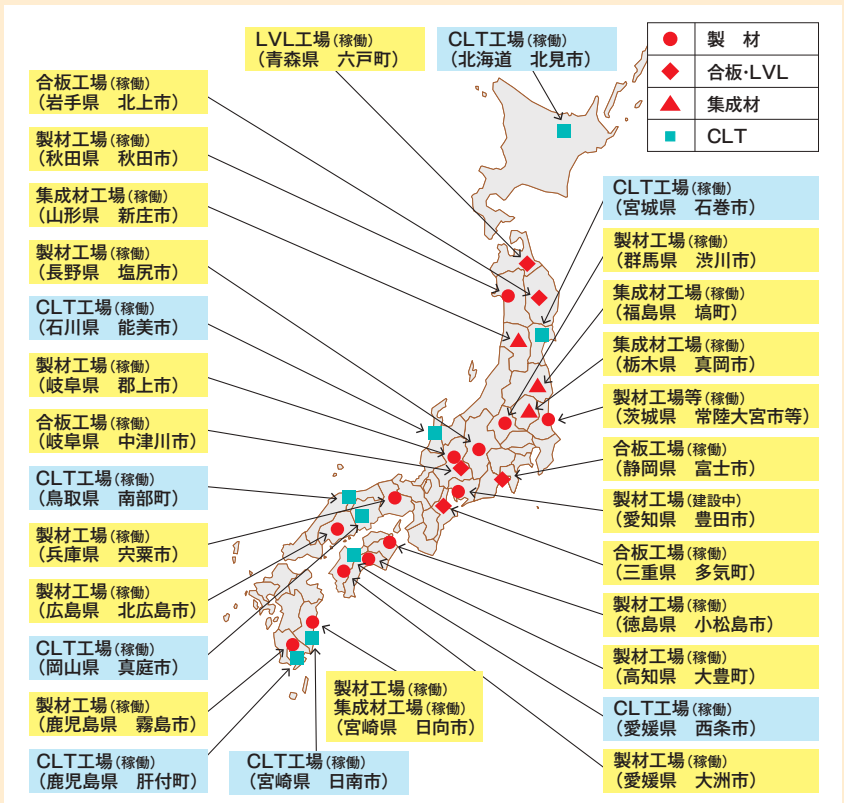 LVL工場(稼働)
(青森県 六戸町)
CLT工場(稼働)
(北海道 北見市)
製 材
合板・LVL
集成材
CLT
合板工場(稼働)
(岩手県 北上市)
製材工場(稼働)
(秋田県 秋田市)
集成材工場(稼働)
(山形県 新庄市)
製材工場(稼働)
(長野県 塩尻市)
CLT工場(稼働)
(石川県 能美市)
製材工場(稼働)
(岐阜県 郡上市)
合板工場(稼働)
(岐阜県 中津川市)
CLT工場(稼働)
(鳥取県 南部町)
製材工場(稼働)
(兵庫県 宍粟市)
製材工場(稼働)
(広島県 北広島市)
CLT工場(稼働)
(岡山県 真庭市)
製材工場(稼働)
(鹿児島県 霧島市)
CLT工場(稼働)
(鹿児島県 肝付町)
CLT工場(稼働)
(宮城県 石巻市)
製材工場(稼働)
(群馬県 渋川市)
集成材工場(稼働)
(福島県 塙町)
集成材工場(稼働)
(栃木県 真岡市)
製材工場等(稼働)
(茨城県 常陸大宮市等)
合板工場(稼働)
(静岡県 富士市)
製材工場(建設中)
(愛知県 豊田市)
合板工場(稼働)
(三重県 多気町)
製材工場(稼働)
(徳島県 小松島市)
製材工場(稼働)
(高知県 大豊町)
CLT工場(稼働)
(愛媛県 西条市)
製材工場(稼働)
(愛媛県 大洲市)
製材工場(稼働)
集成材工場(稼働)
(宮崎県 日向市)
CLT工場(稼働)
(宮崎県 日南市)